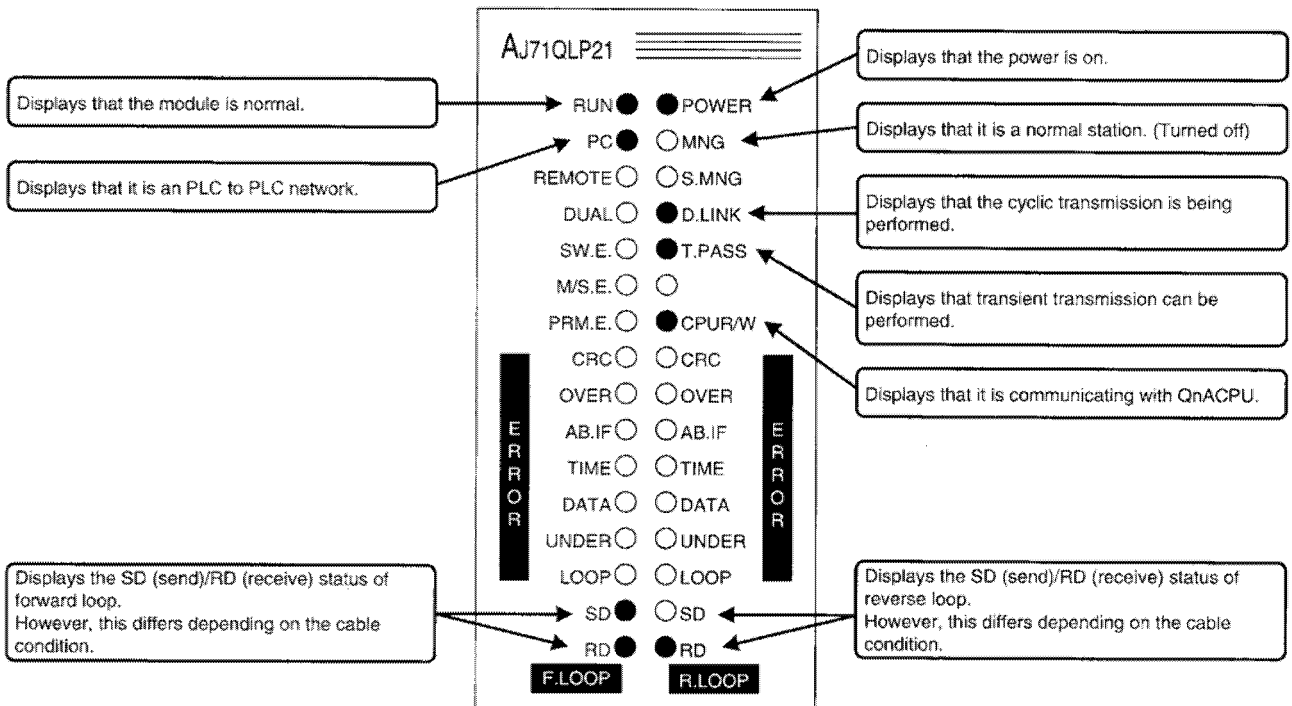 AJ71QLP21
Displays that the module is normal.
Displays that it is an PLC to PLC network.
Displays the SD (send)/RD (receive) status of
forward loop.
However, this differs depending on the cable
condition.
RUN POWER
PC MNG
REMOTE S.MNG
DUAL D.LINK
SW.E. T.PASS
M/S.E.
PRM.E. CPUR/W
CRC CRC
OVER OVER
AB.IF AB.IF
TIME TIME
DATA DATA
UNDER UNDER
LOOP LOOP
SD SD
RD RD
ERROR
ERROR
F.LOOP R.LOOP
Displays that the power is on.
Displays that it is a normal station. (Turned off)
Displays that the cyclic transmission is being
performed.
Displays that transient transmission can be
performed.
Displays that it is communicating with QnACPU.
Displays the SD (send)/RD (receive) status of
reverse loop.
However, this differs depending on the cable
condition.